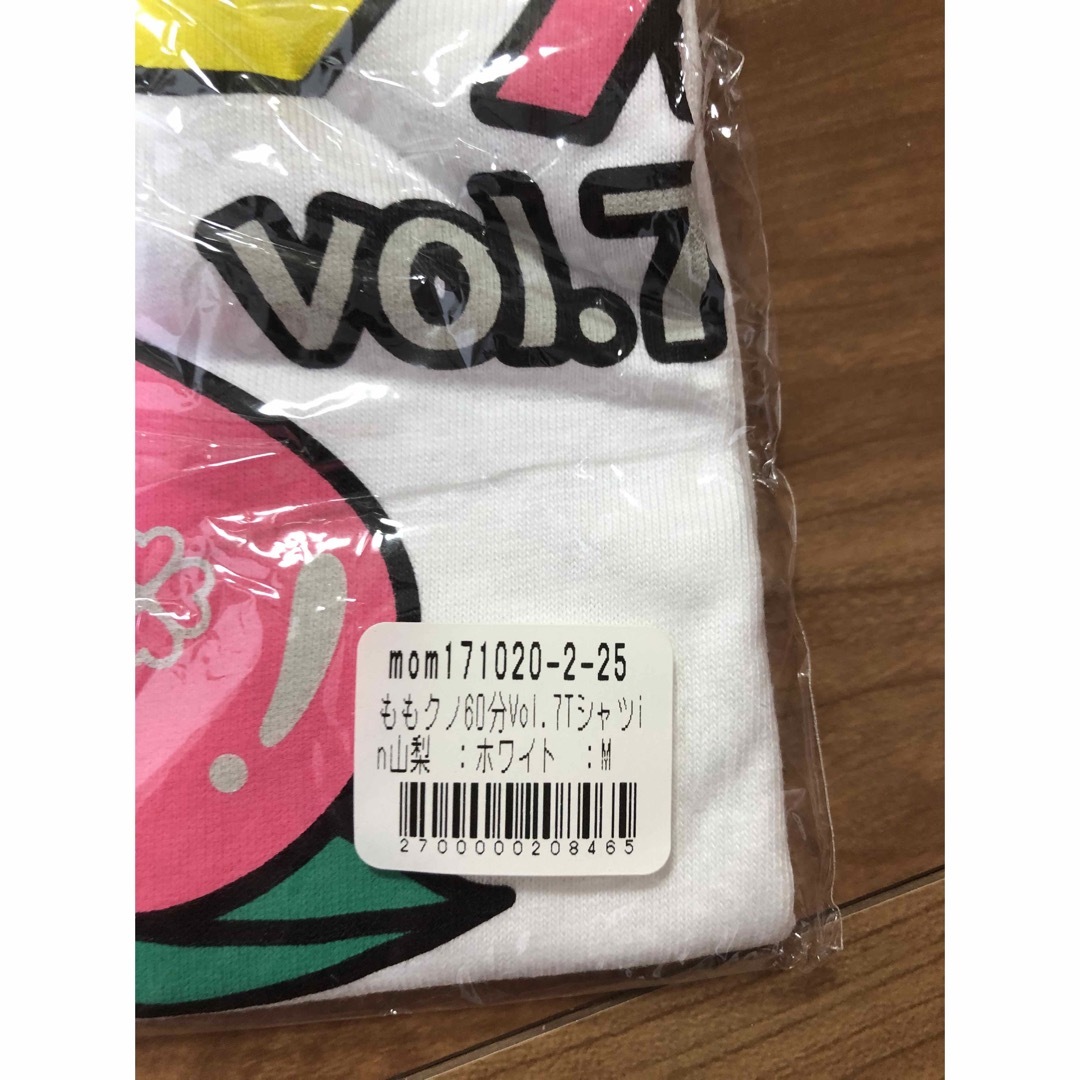 vol.7
mom171020-2-25
ももクノ60分Vol.7Tシャツi
n山梨　:ホワイト　:M
2700000208465